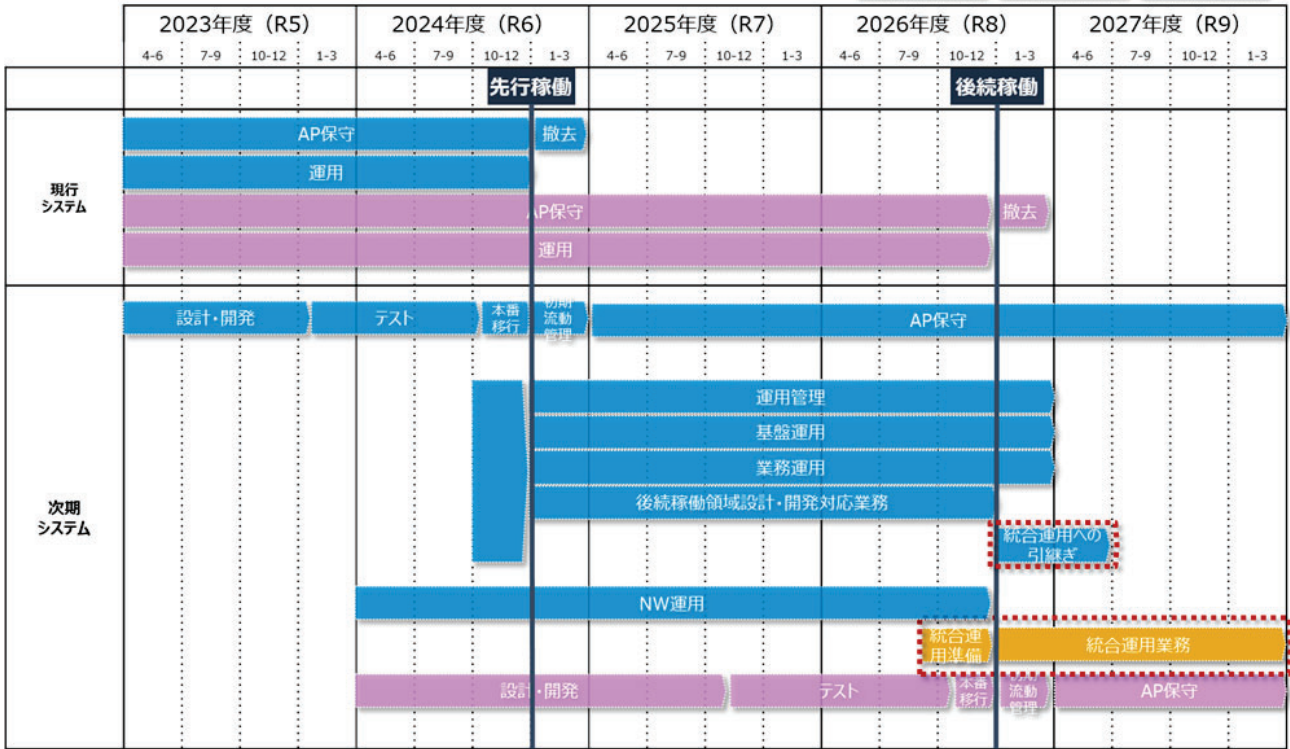 2023年度（R5） 2024年度（R6） 2025年度（R7） 2026年度（R8） 2027年度（R9）
4-6 7-9 10-12 1-3 4-6 7-9 10-12 1-3 4-6 7-9 10-12 1-3 4-6 7-9 10-12 1-3 4-6 7-9 10-12 1-3
先行稼働 後続稼働
現行
システム
AP保守 撤去
運用
AP保守 撤去
運用
次期
システム
設計・開発 テスト 本番
移行
初期
流動
管理
AP保守
運用管理
基盤運用
業務運用
後続稼働領域設計・開発対応業務
統合運用への
引継ぎ
NW運用
統合運
用準備
統合運用業務
設計・開発 テスト 本番
移行
初期
流動
管理
AP保守